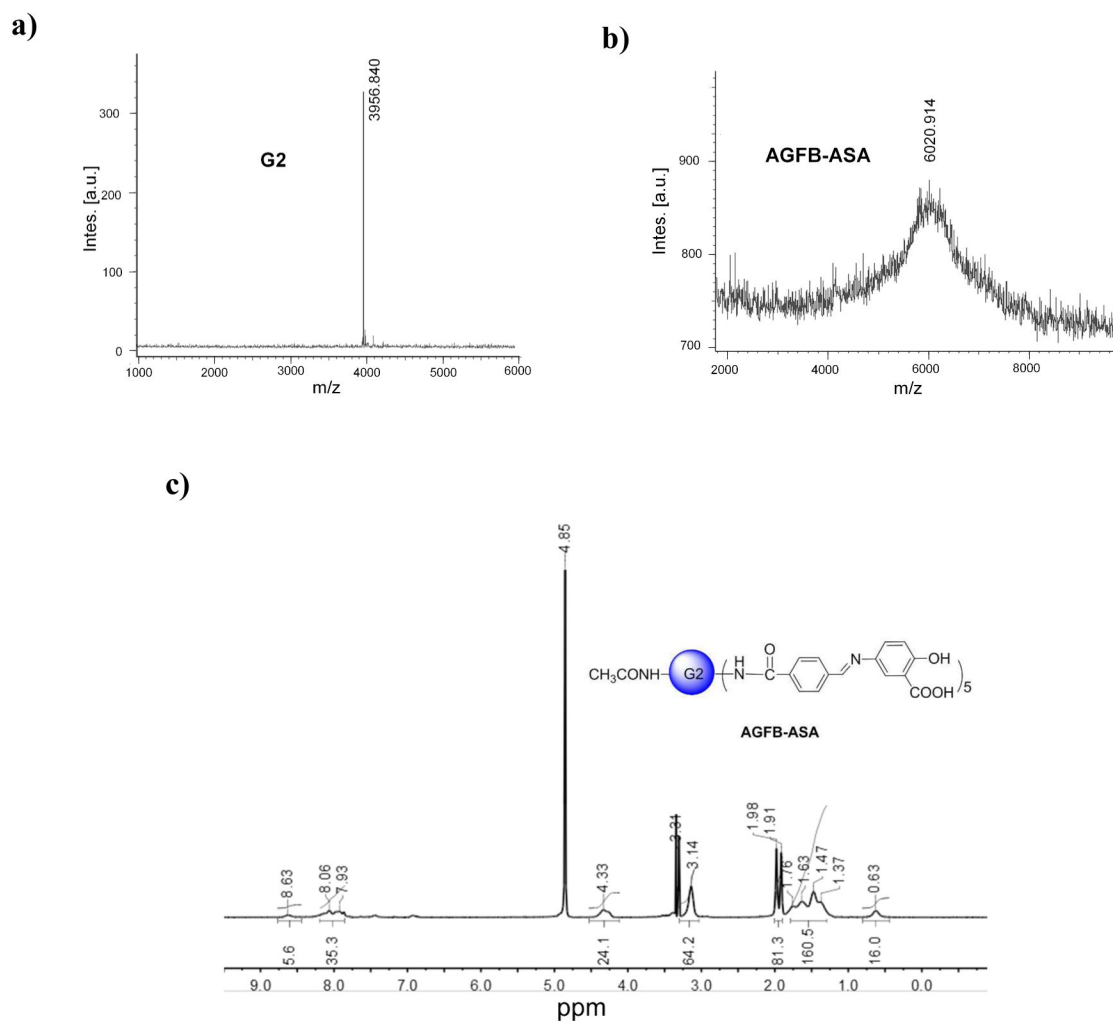 a)
3956.840
G2
Intes. [a.u.]
300
200
100
0
1000 2000 3000 4000 5000 6000
m/z
b)
6020.914
AGFB-ASA
Intes. [a.u.]
900
800
700
2000 4000 6000 8000
m/z
c)
4.85
8.63
8.06
7.93
4.33
3.31
3.14
1.98
1.91
1.76
1.63
1.47
1.37
0.63
CH3CONH
G2
H
N
O
C
N
OH
COOH
5
AGFB-ASA
5.6 35.3 24.1 64.2 81.3 160.5 16.0
9.0 8.0 7.0 6.0 5.0 4.0 3.0 2.0 1.0 0.0
ppm